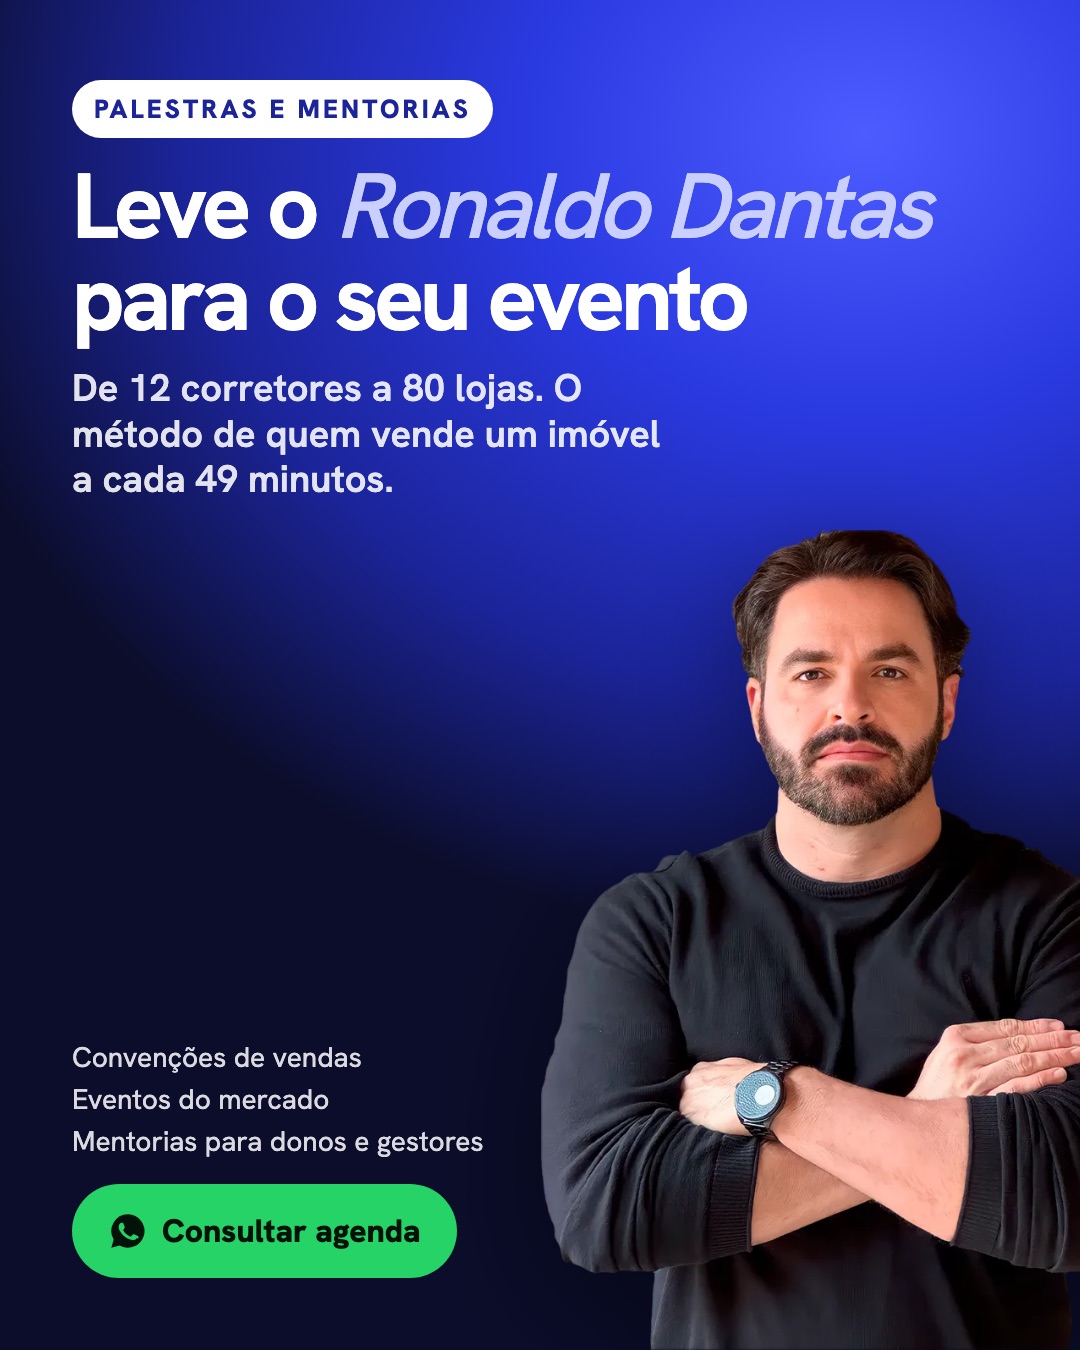 PALESTRAS E MENTORIAS
Leve o Ronaldo Dantas
para o seu evento
De 12 corretores a 80 lojas. O
método de quem vende um imóvel
a cada 49 minutos.
Convenções de vendas
Eventos do mercado
Mentorias para donos e gestores
Consultar agenda